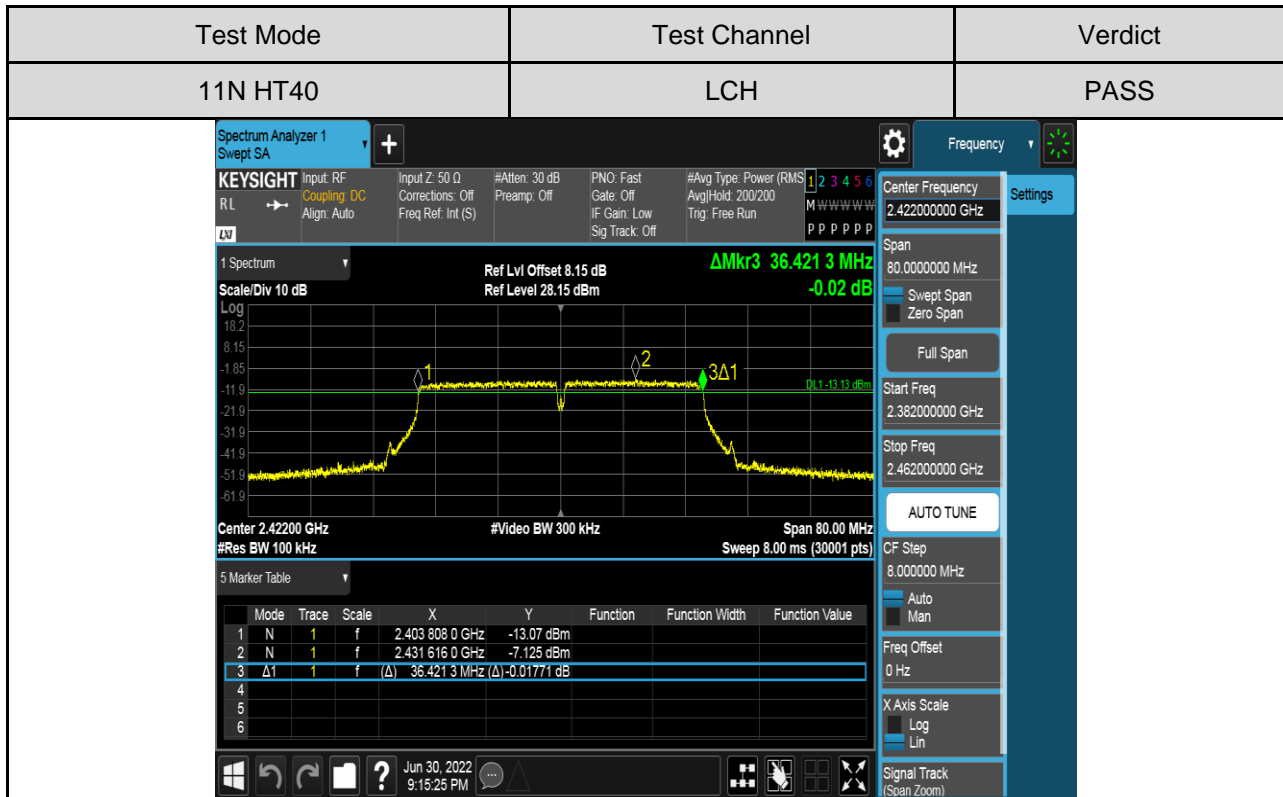 Test Mode Test Channel Verdict
11N HT40 LCH PASS
Spectrum Analyzer 1
Swept SA
+
Frequency
KEYSIGHT Input: RF Input Z: 50 Ω #Atten: 30 dB PNO: Fast #Avg Type: Power (RMS 1 2 3 4 5 6
RL Coupling: DC Corrections: Off Preamp: Off Gate: Off Avg|Hold: 200/200 M W W W W W
Align: Auto Freq Ref: Int (S) IF Gain: Low Trig: Free Run
LXI Sig Track: Off P P P P P P
1 Spectrum
Ref Lvl Offset 8.15 dB ΔMkr3 36.421 3 MHz
Scale/Div 10 dB Ref Level 28.15 dBm -0.02 dB
Log
18.2
8.15
-1.85
-11.9
-21.9
-31.9
-41.9
-51.9
-61.9
1
2
3Δ1
DL1 -13.13 dBm
Center 2.42200 GHz #Video BW 300 kHz Span 80.00 MHz
#Res BW 100 kHz Sweep 8.00 ms (30001 pts)
5 Marker Table
Mode Trace Scale X Y Function Function Width Function Value
1 N 1 f 2.403 808 0 GHz -13.07 dBm
2 N 1 f 2.431 616 0 GHz -7.125 dBm
3 Δ1 1 f (Δ) 36.421 3 MHz (Δ) -0.01771 dB
4
5
6
?
Jun 30, 2022
9:15:25 PM
Center Frequency
2.422000000 GHz
Settings
Span
80.0000000 MHz
Swept Span
Zero Span
Full Span
Start Freq
2.382000000 GHz
Stop Freq
2.462000000 GHz
AUTO TUNE
CF Step
8.000000 MHz
Auto
Man
Freq Offset
0 Hz
X Axis Scale
Log
Lin
Signal Track
(Span Zoom)